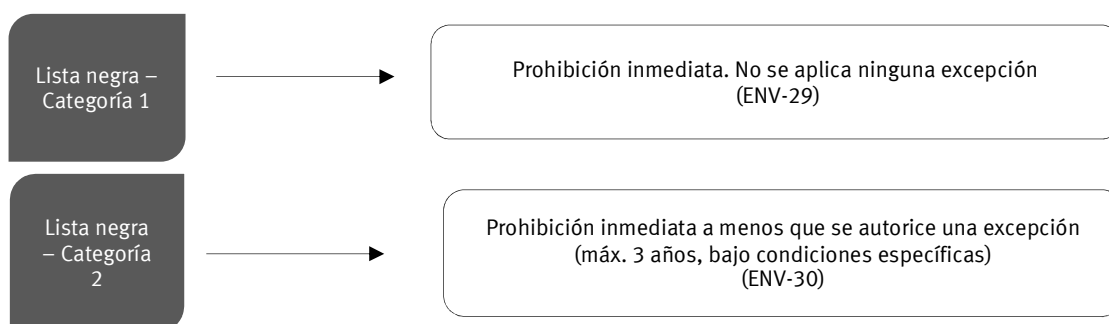 Lista negra –
Categoría 1
Prohibición inmediata. No se aplica ninguna excepción
(ENV-29)
Lista negra
– Categoría
2
Prohibición inmediata a menos que se autorice una excepción
(máx. 3 años, bajo condiciones específicas)
(ENV-30)